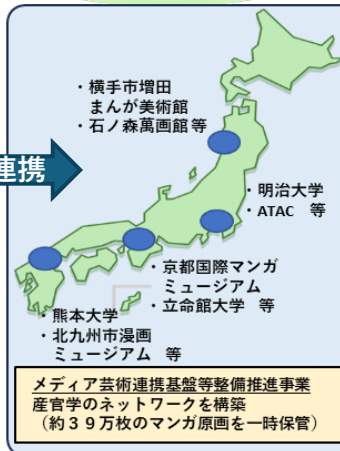 ・横手市増田
まんが美術館
・石ノ森萬画館 等
連携
・明治大学
・ATAC 等
・京都国際マンガ
ミュージアム
・立命館大学 等
・熊本大学
・北九州市漫画
ミュージアム 等
メディア芸術連携基盤等整備推進事業
産官学のネットワークを構築
（約３９万枚のマンガ原画を一時保管）